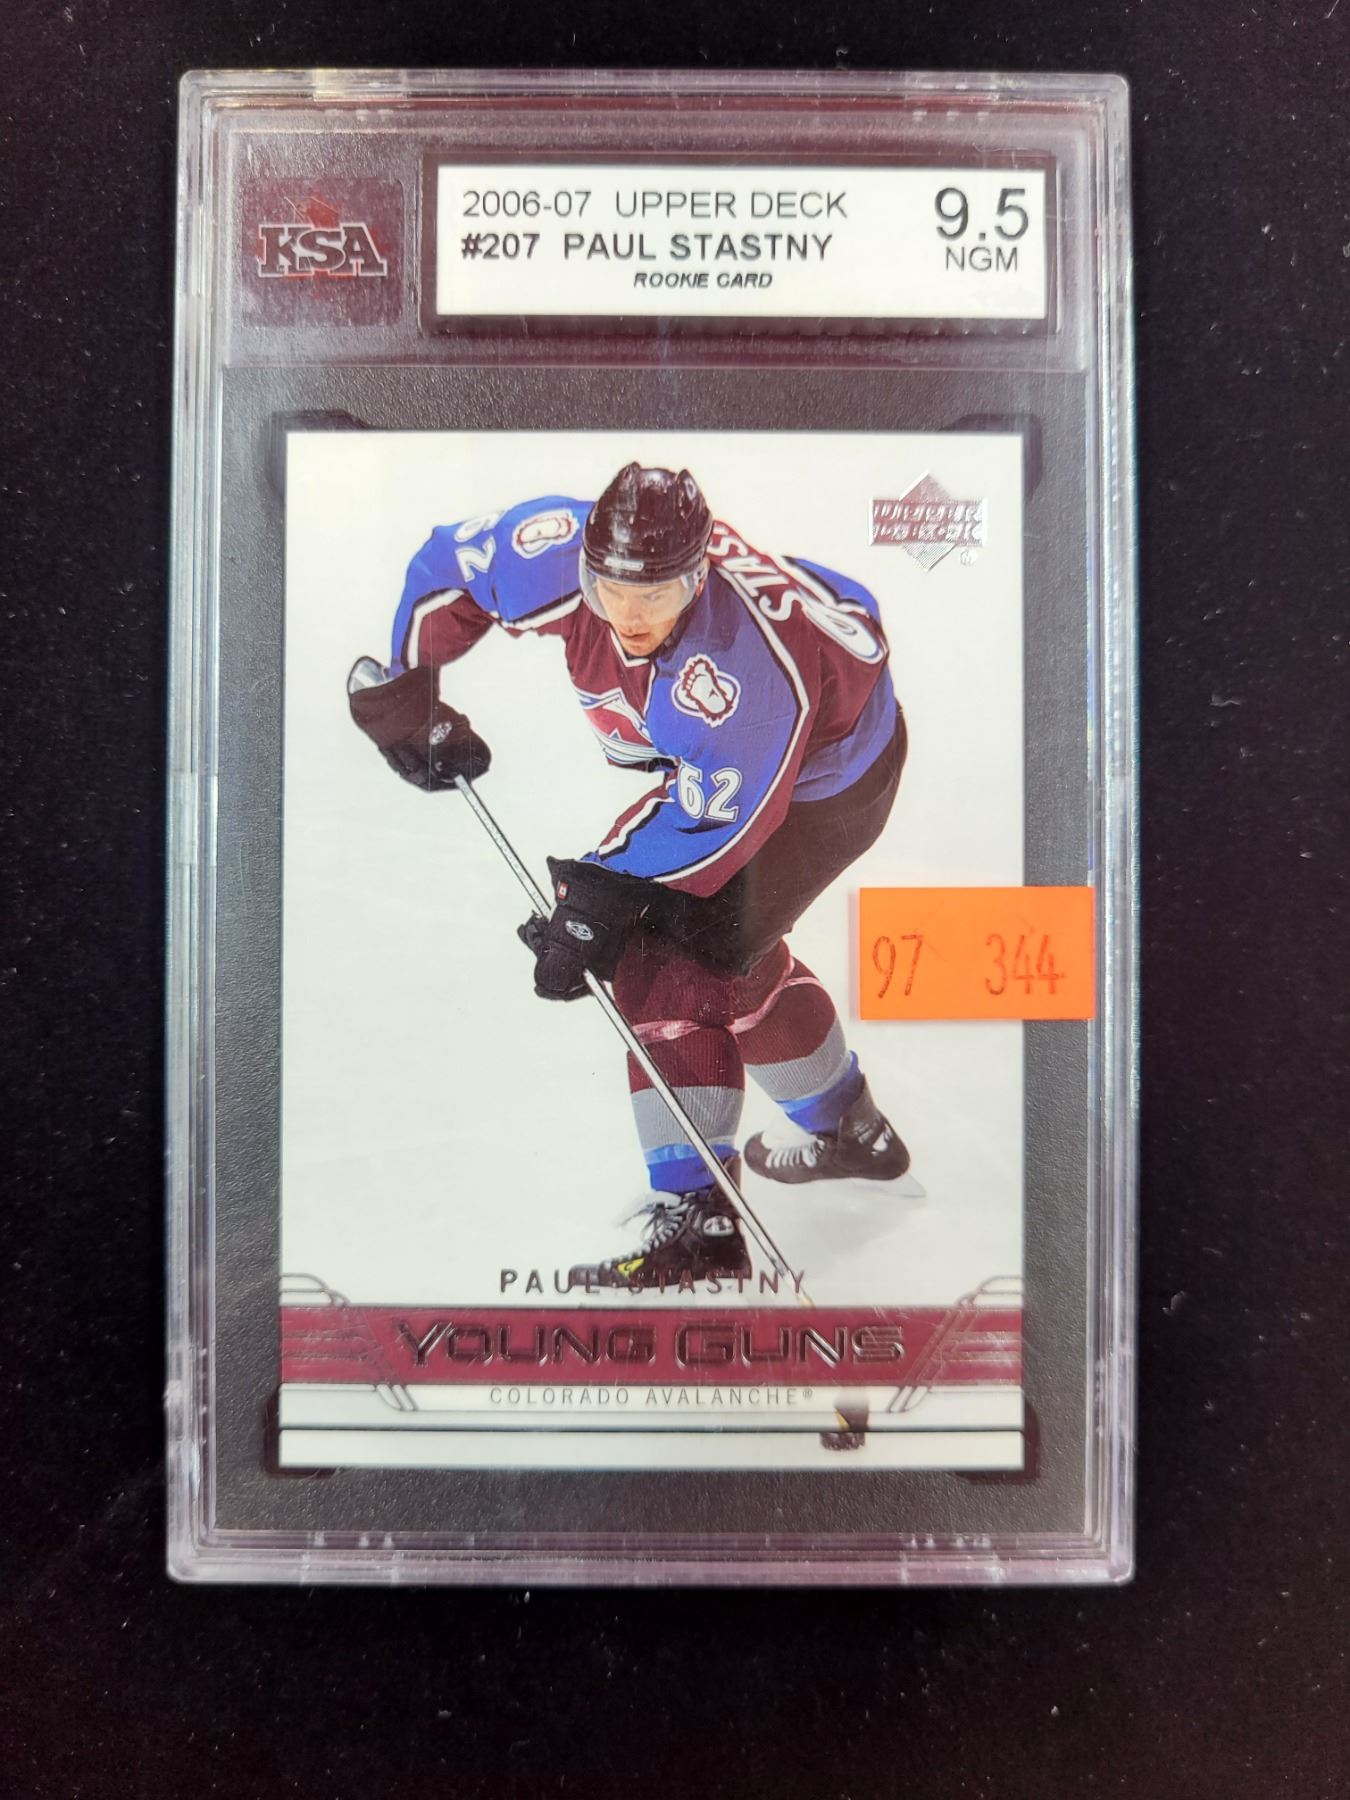 KSA
2006-07 UPPER DECK
#207 PAUL STASTNY
ROOKIE CARD
9.5
NGM
UPPER
DECK
62
STAS
62
97 344
PAUL STASTNY
YOUNG GUNS
COLORADO AVALANCHE®